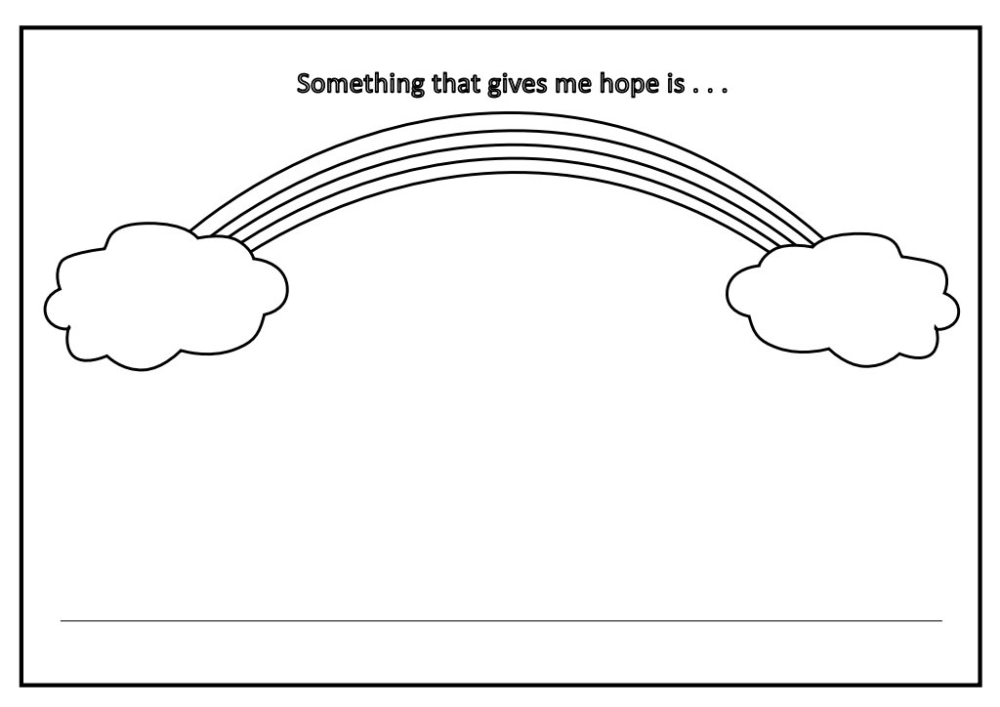 Something that gives me hope is . . .